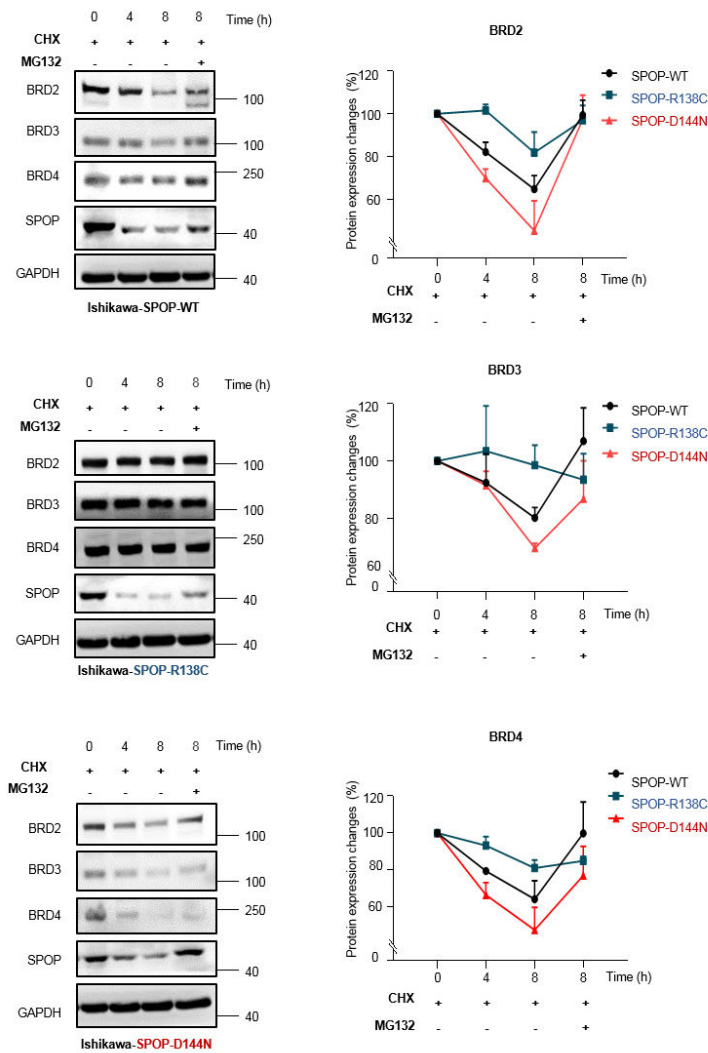 0 4 8 8 Time (h)
CHX + + + +
MG132 - - - +
BRD2
100
BRD3
100
BRD4
250
SPOP
40
GAPDH
40
Ishikawa-SPOP-WT
BRD2
Protein expression changes (%)
120
100
80
60
0
SPOP-WT
SPOP-R138C
SPOP-D144N
0 4 8 8 Time (h)
CHX + + + +
MG132 - - - +
0 4 8 8 Time (h)
CHX + + + +
MG132 - - - +
BRD2
100
BRD3
100
BRD4
250
SPOP
40
GAPDH
40
Ishikawa-SPOP-R138C
BRD3
Protein expression changes (%)
120
100
80
60
0
SPOP-WT
SPOP-R138C
SPOP-D144N
0 4 8 8 Time (h)
CHX + + + +
MG132 - - - +
0 4 8 8 Time (h)
CHX + + + +
MG132 - - - +
BRD2
100
BRD3
100
BRD4
250
SPOP
40
GAPDH
40
Ishikawa-SPOP-D144N
BRD4
Protein expression changes (%)
120
100
80
60
0
SPOP-WT
SPOP-R138C
SPOP-D144N
0 4 8 8 Time (h)
CHX + + + +
MG132 - - - +